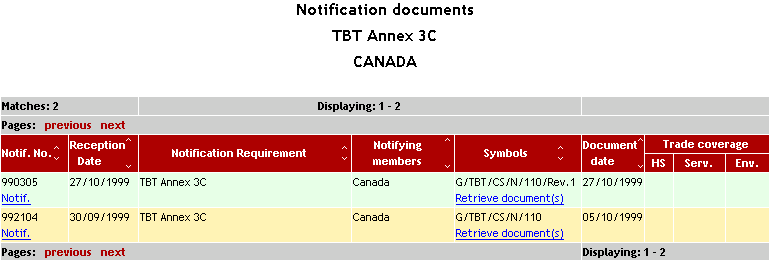 Notification documents
TBT Annex 3C
CANADA
Matches: 2 Displaying: 1 - 2
Pages: previous next
Notif. No. Reception Date Notification Requirement Notifying members Symbols Document date Trade coverage
HS Serv. Env.
990305 27/10/1999 TBT Annex 3C Canada G/TBT/CS/N/110/Rev.1 27/10/1999
Notif. Retrieve document(s)
992104 30/09/1999 TBT Annex 3C Canada G/TBT/CS/N/110 05/10/1999
Notif. Retrieve document(s)
Pages: previous next Displaying: 1 - 2